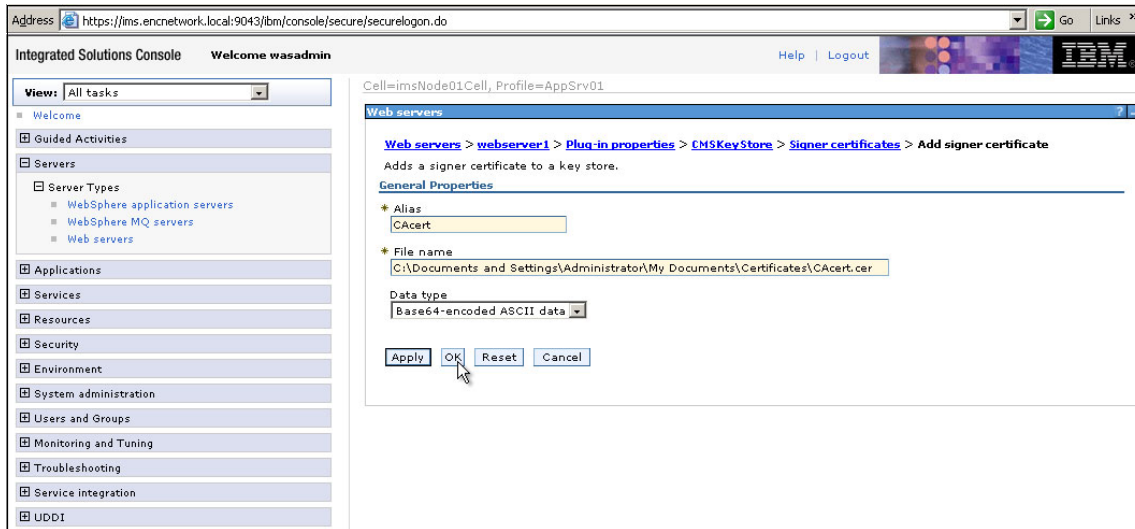 Address https://ims.encnetwork.local:9043/ibm/console/secure/securelogon.do Go Links »
Integrated Solutions Console Welcome wasadmin Help | Logout IBM.
View: All tasks
Cell=imsNode01Cell, Profile=AppSrv01
Welcome
Web servers ? -
Guided Activities
Web servers > webserver1 > Plug-in properties > CMSKeyStore > Signer certificates > Add signer certificate
Servers
Adds a signer certificate to a key store.
Server Types
General Properties
WebSphere application servers
* Alias
WebSphere MQ servers
CAcert
Web servers
* File name
Applications
C:\Documents and Settings\Administrator\My Documents\Certificates\CAcert.cer
Services
Data type
Resources
Base64-encoded ASCII data
Security
Apply OK Reset Cancel
Environment
System administration
Users and Groups
Monitoring and Tuning
Troubleshooting
Service integration
UDDI